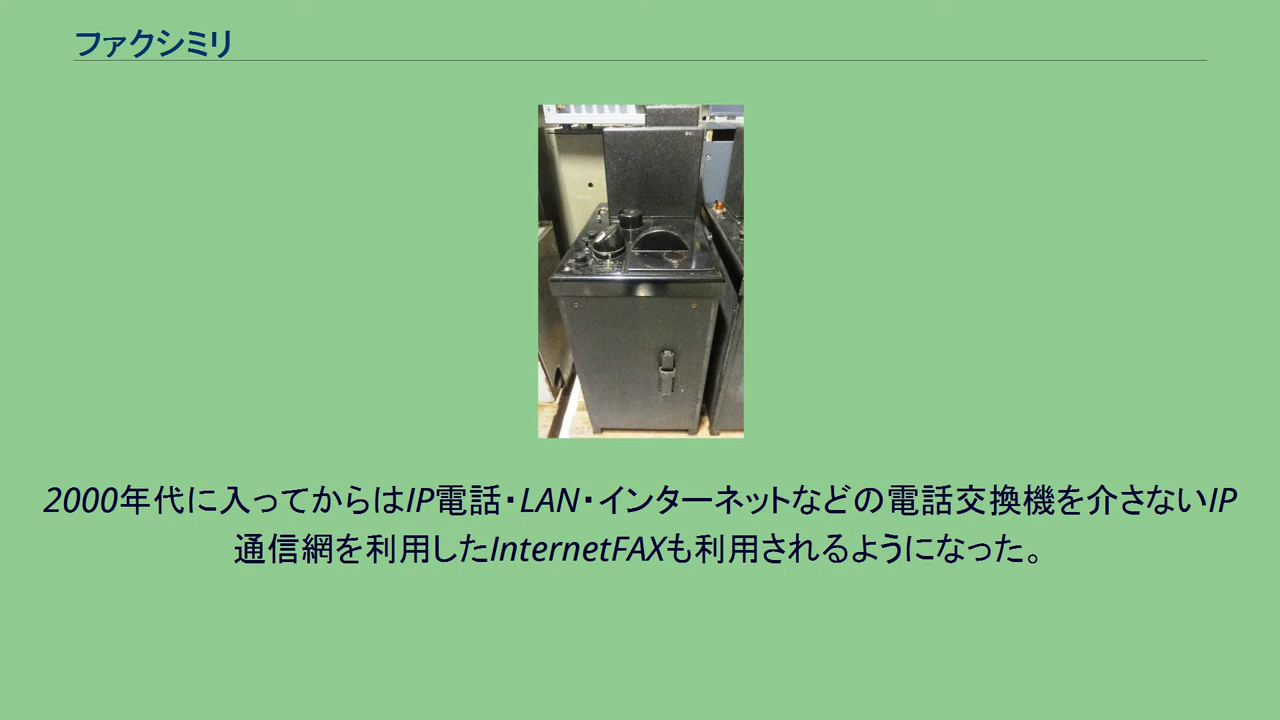 ファクシミリ
2000年代に入ってからはIP電話・LAN・インターネットなどの電話交換機を介さないIP
通信網を利用したInternetFAXも利用されるようになった。